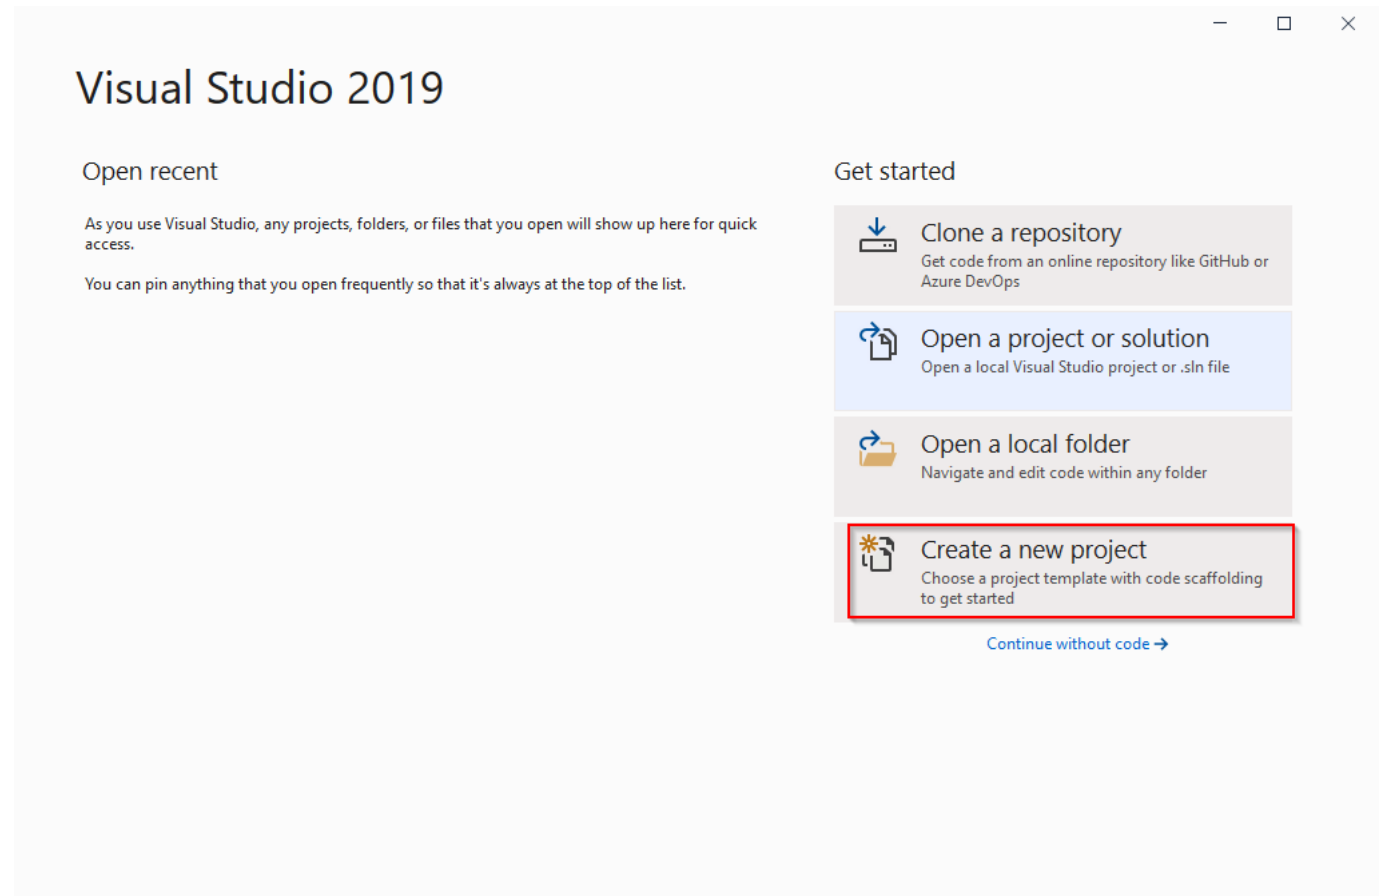 Visual Studio 2019
Open recent
As you use Visual Studio, any projects, folders, or files that you open will show up here for quick
access.
You can pin anything that you open frequently so that it's always at the top of the list.
Get started
Clone a repository
Get code from an online repository like GitHub or
Azure DevOps
Open a project or solution
Open a local Visual Studio project or .sln file
Open a local folder
Navigate and edit code within any folder
Create a new project
Choose a project template with code scaffolding
to get started
Continue without code →